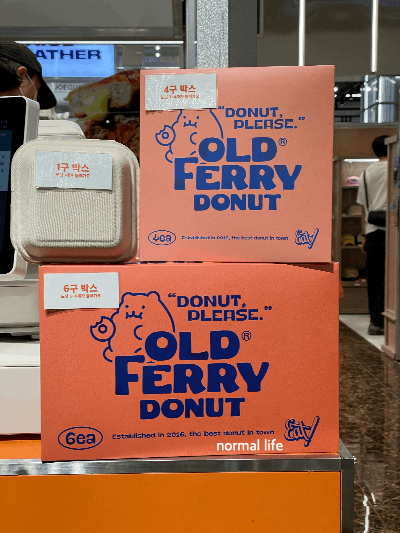 ATHER
4구 박스
"DONUT,
PLEASE."
OLD®
FERRY
DONUT
4ea
Established in 2016, the best donut in town
1구 박스
6구 박스
"DONUT,
PLEASE."
OLD®
FERRY
DONUT
6ea
Established in 2016, the best donut in town
normal life